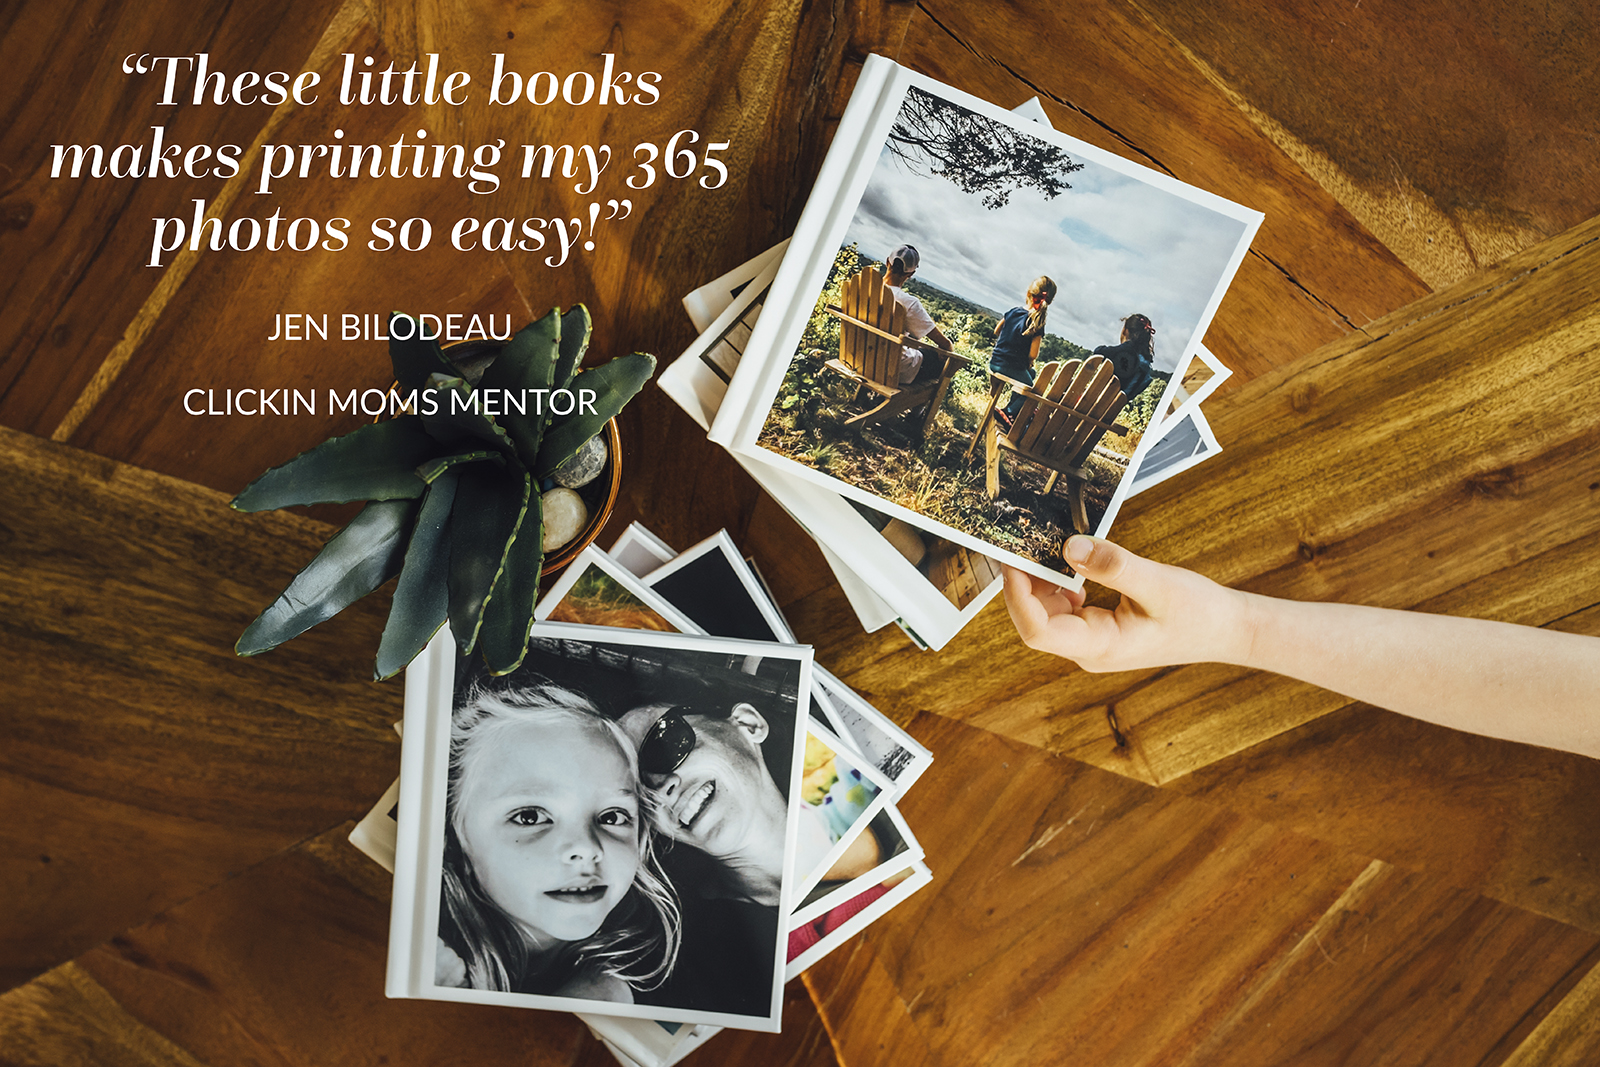 “These little books
makes printing my 365
photos so easy!”
JEN BILODEAU
CLICKIN MOMS MENTOR